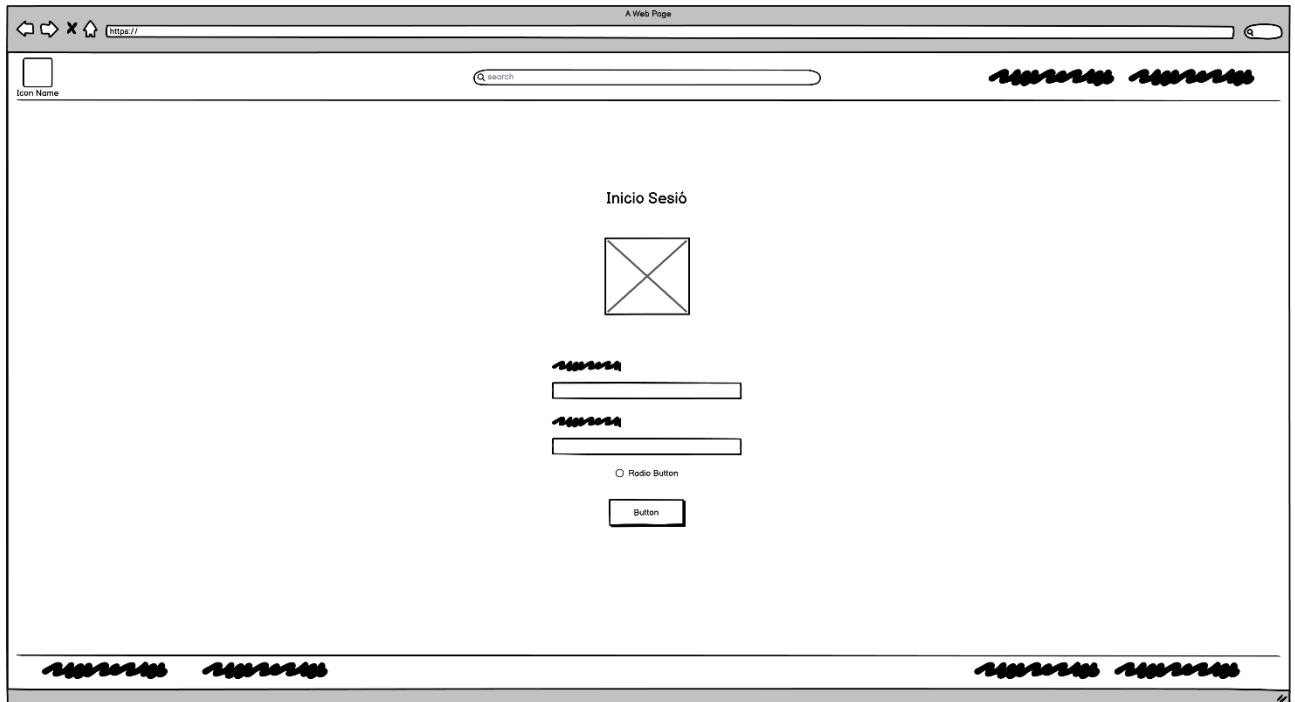 A Web Page
https://
search
Icon Name
Inicio Sesió
Radio Button
Button